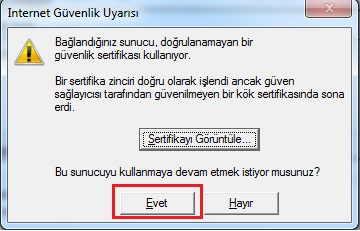 Internet Güvenlik Uyarısı
Bağlandığınız sunucu, doğrulanamayan bir
güvenlik sertifikası kullanıyor.
Bir sertifika zinciri doğru olarak işlendi ancak güven
sağlayıcısı tarafından güvenilmeyen bir kök sertifikasında sona
erdi.
Sertifikayı Görüntüle...
Bu sunucuyu kullanmaya devam etmek istiyor musunuz?
Evet
Hayır